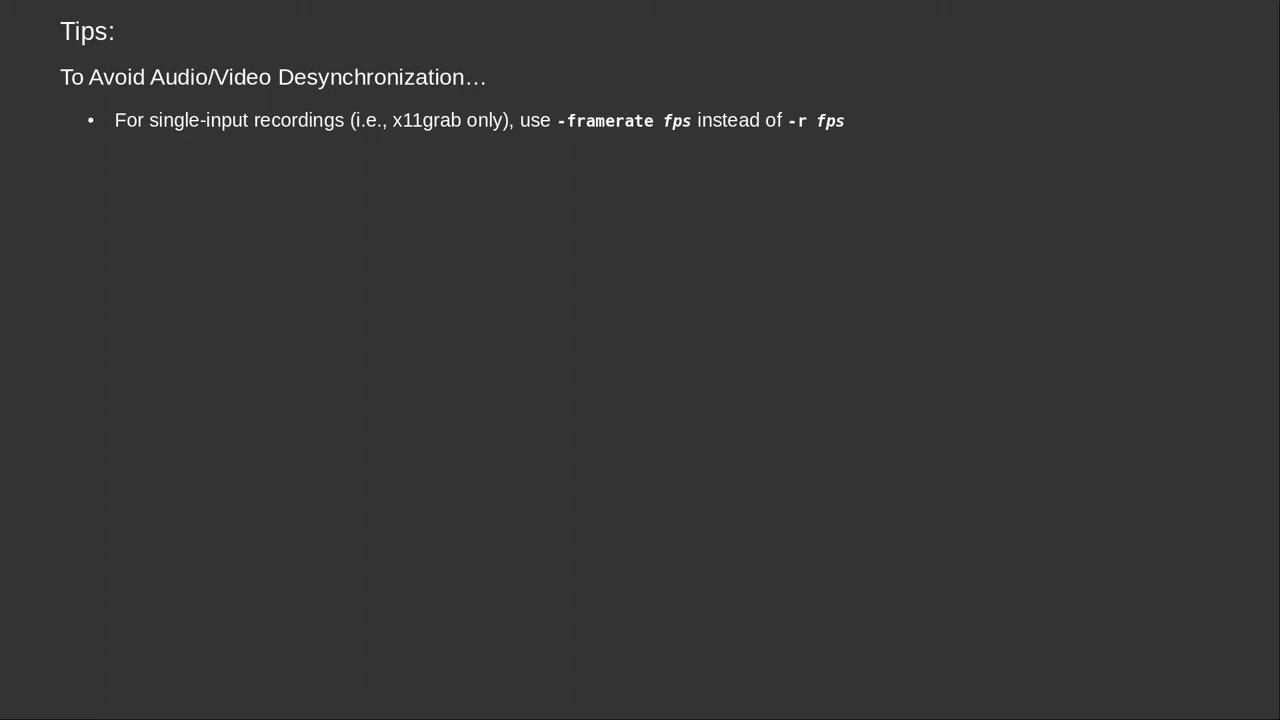 Tips:
To Avoid Audio/Video Desynchronization…
• For single-input recordings (i.e., x11grab only), use -framerate fps instead of -r fps